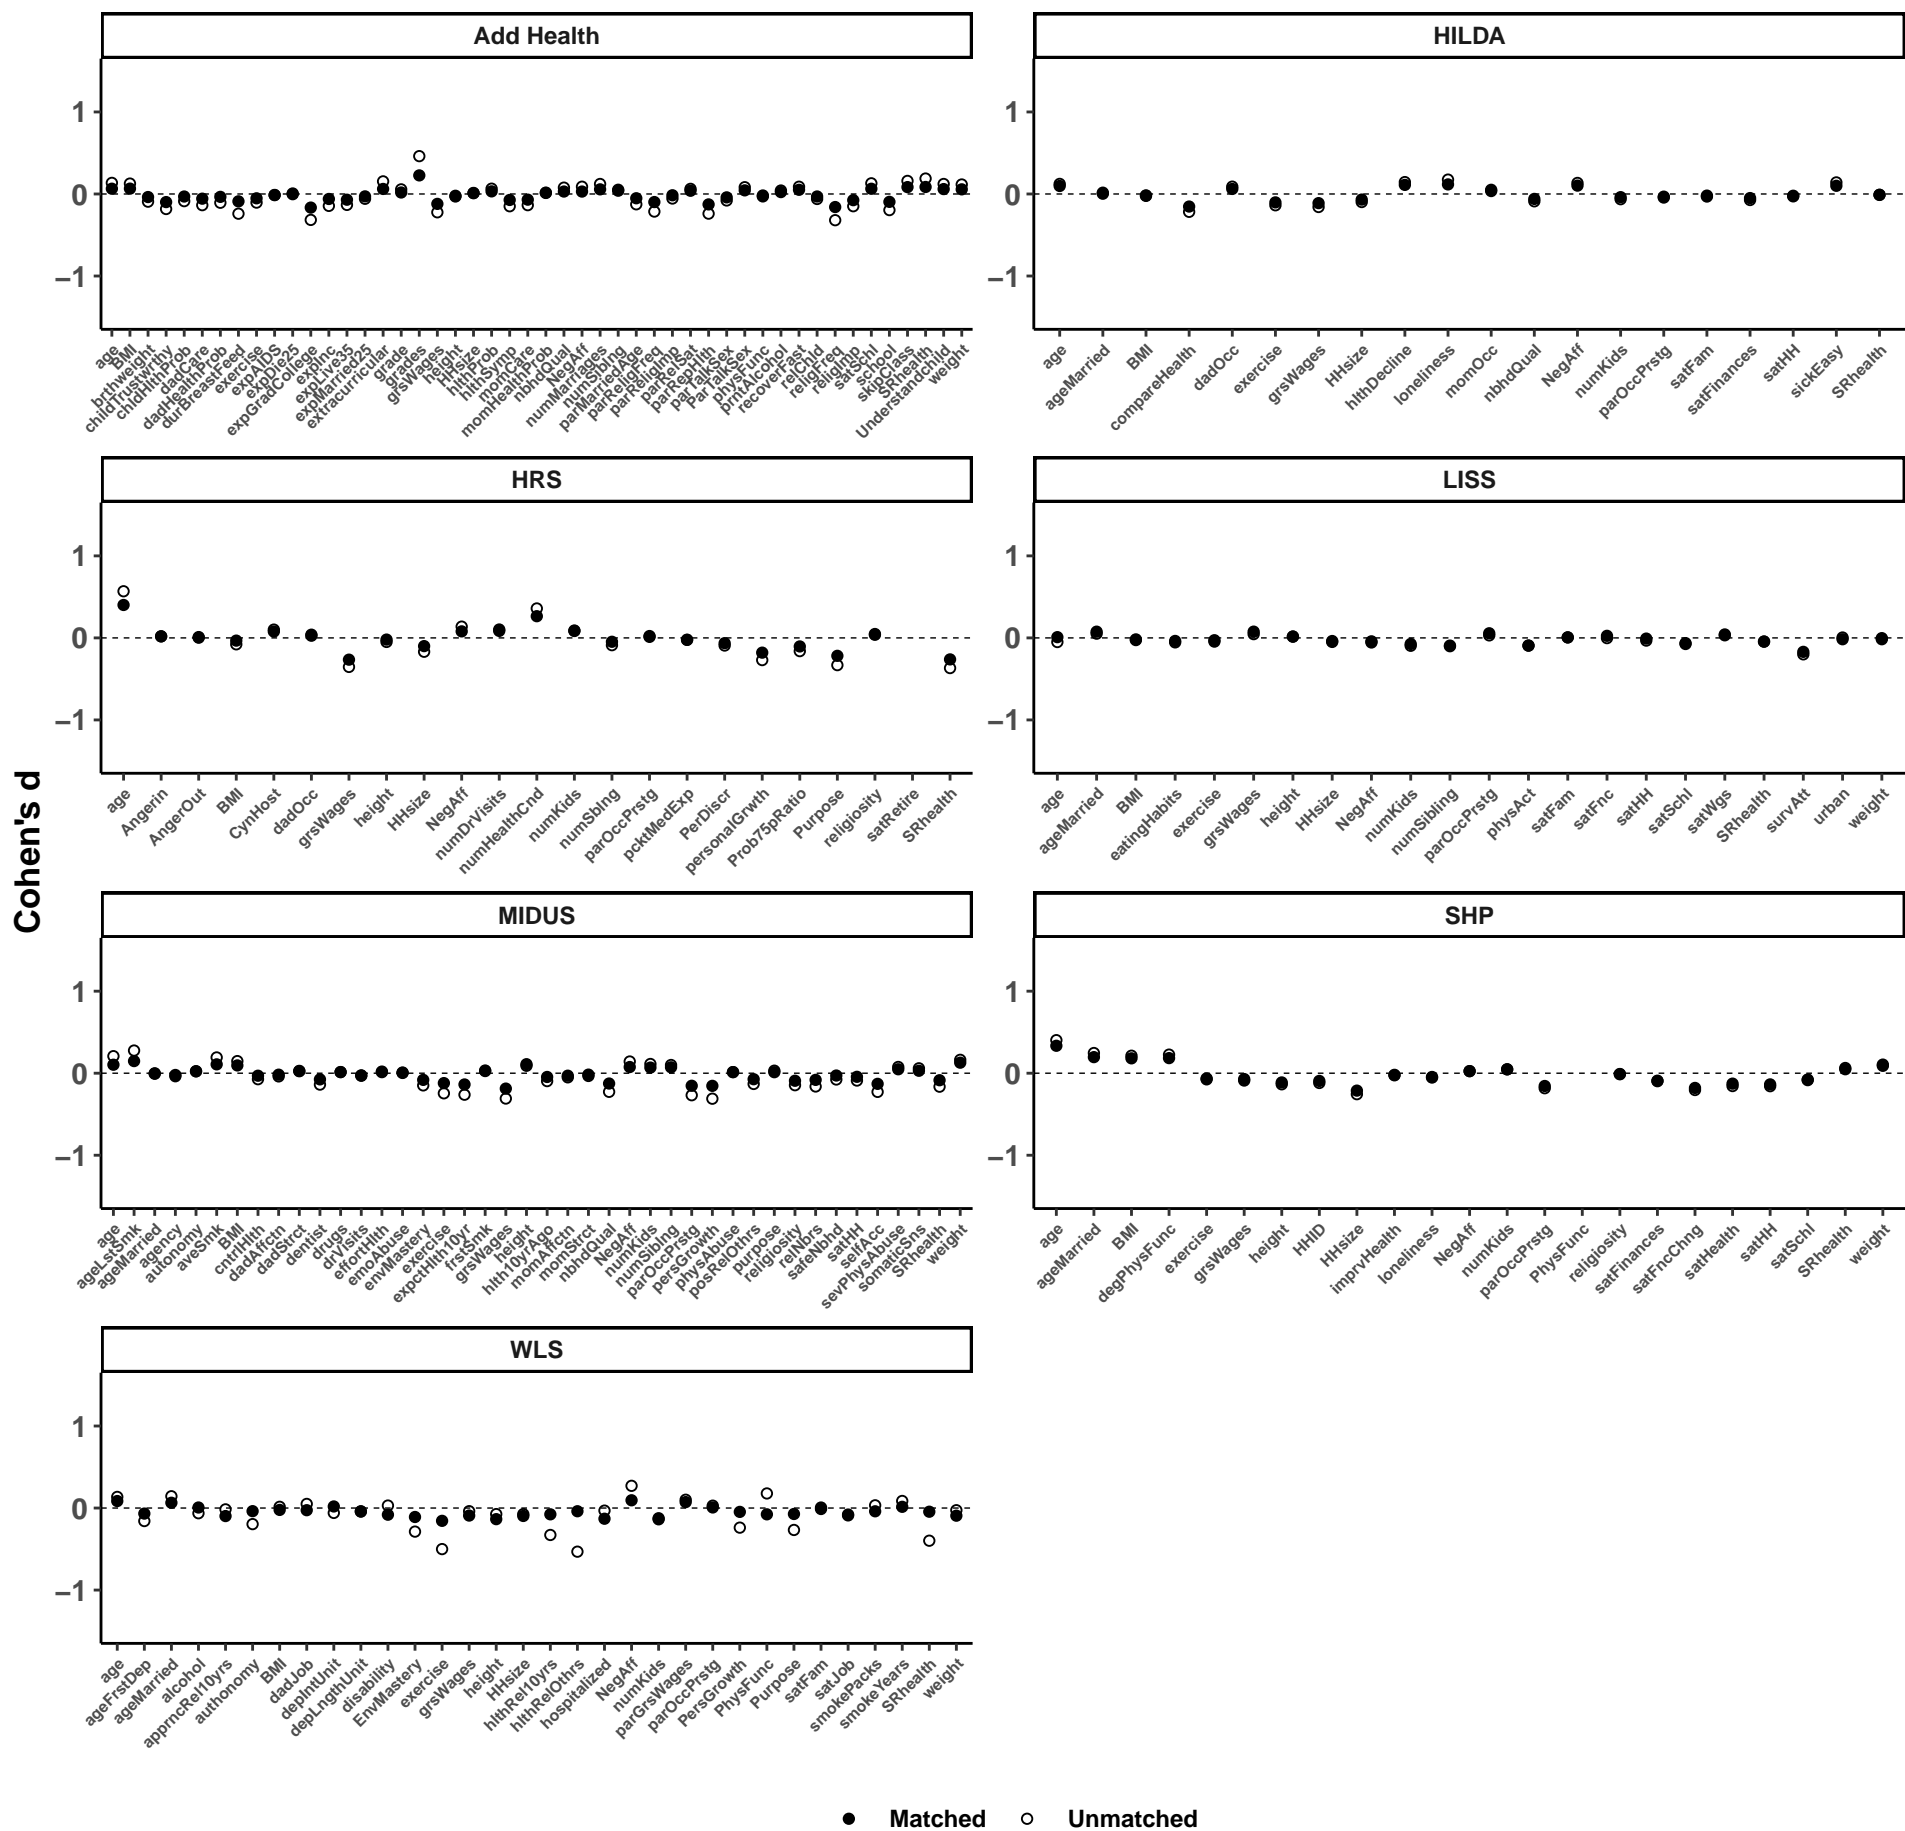 Cohen's d
Add Health
1
0
−1
age
BMI
brthweight
childTrustwrthy
chldHlthProb
dadCare
dadHealthProb
durBreastFeed
exercise
expAIDS
expDie25
expGradCollege
expInc
expLive35
expMarried25
extracurricular
grade
grades
grsWages
height
HHsize
hlthProb
hlthSymp
momCare
momHealthProb
nbhdQual
NegAff
numMarriages
numSibIng
parMarriedAge
parReligFreq
parReligImp
parRelSat
parRepHlth
parTalkSex
ParTalkSex
physFunc
prntAlcohol
recoverFast
relChld
religFreq
religImp
satSchl
school
skipClass
SRhealth
Understandchild
weight
HILDA
1
0
−1
age
ageMarried
BMI
compareHealth
dadOcc
exercise
grsWages
HHsize
hlthDecline
loneliness
momOcc
nbhdQual
NegAff
numKids
parOccPrstg
satFam
satFinances
satHH
sickEasy
SRhealth
HRS
1
0
−1
age
Angerin
AngerOut
BMI
CynHost
dadOcc
grsWages
height
HHsize
NegAff
numDrVisits
numHealthCnd
numKids
numSbIng
parOccPrstg
pcktMedExp
PerDiscr
personalGrwth
Prob75pRatio
Purpose
religiosity
satRetire
SRhealth
LISS
1
0
−1
age
ageMarried
BMI
eatingHabits
exercise
grsWages
height
HHsize
NegAff
numKids
numSibling
parOccPrstg
physAct
satFam
satFnc
satHH
satSchl
satWgs
SRhealth
survAtt
urban
weight
MIDUS
1
0
−1
age
ageLstSmk
ageMarried
agency
autonomy
aveSmk
BMI
cntrlHlth
dadAffctn
dadStrct
dentist
drugs
drVisits
effortHlth
emoAbuse
envMastery
exercise
expctHlth10yr
frstSmk
grsWages
height
hlth10yrAgo
momAffctn
momStrct
nbhdQual
NegAff
numKids
numSibIng
parOccPrstg
persGrowth
physAbuse
posRelOthrs
purpose
religiosity
relNbrs
safeNbhd
satHH
selfAcc
sevPhysAbuse
somaticSns
SRhealth
weight
SHP
1
0
−1
age
ageMarried
BMI
degPhysFunc
exercise
grsWages
height
HHID
HHsize
imprvHealth
loneliness
NegAff
numKids
parOccPrstg
PhysFunc
religiosity
satFinances
satFncChng
satHealth
satHH
satSchl
SRhealth
weight
WLS
1
0
−1
age
ageFrstDep
ageMarried
alcohol
apprncRel10yrs
authonomy
BMI
dadJob
depIntUnit
depLngthUnit
disability
EnvMastery
exercise
grsWages
height
HHsize
hlthRel10yrs
hlthRelOthrs
hospitalized
NegAff
numKids
parGrsWages
parOccPrstg
PersGrowth
PhysFunc
Purpose
satFam
satJob
smokePacks
smokeYears
SRhealth
weight
Matched
Unmatched